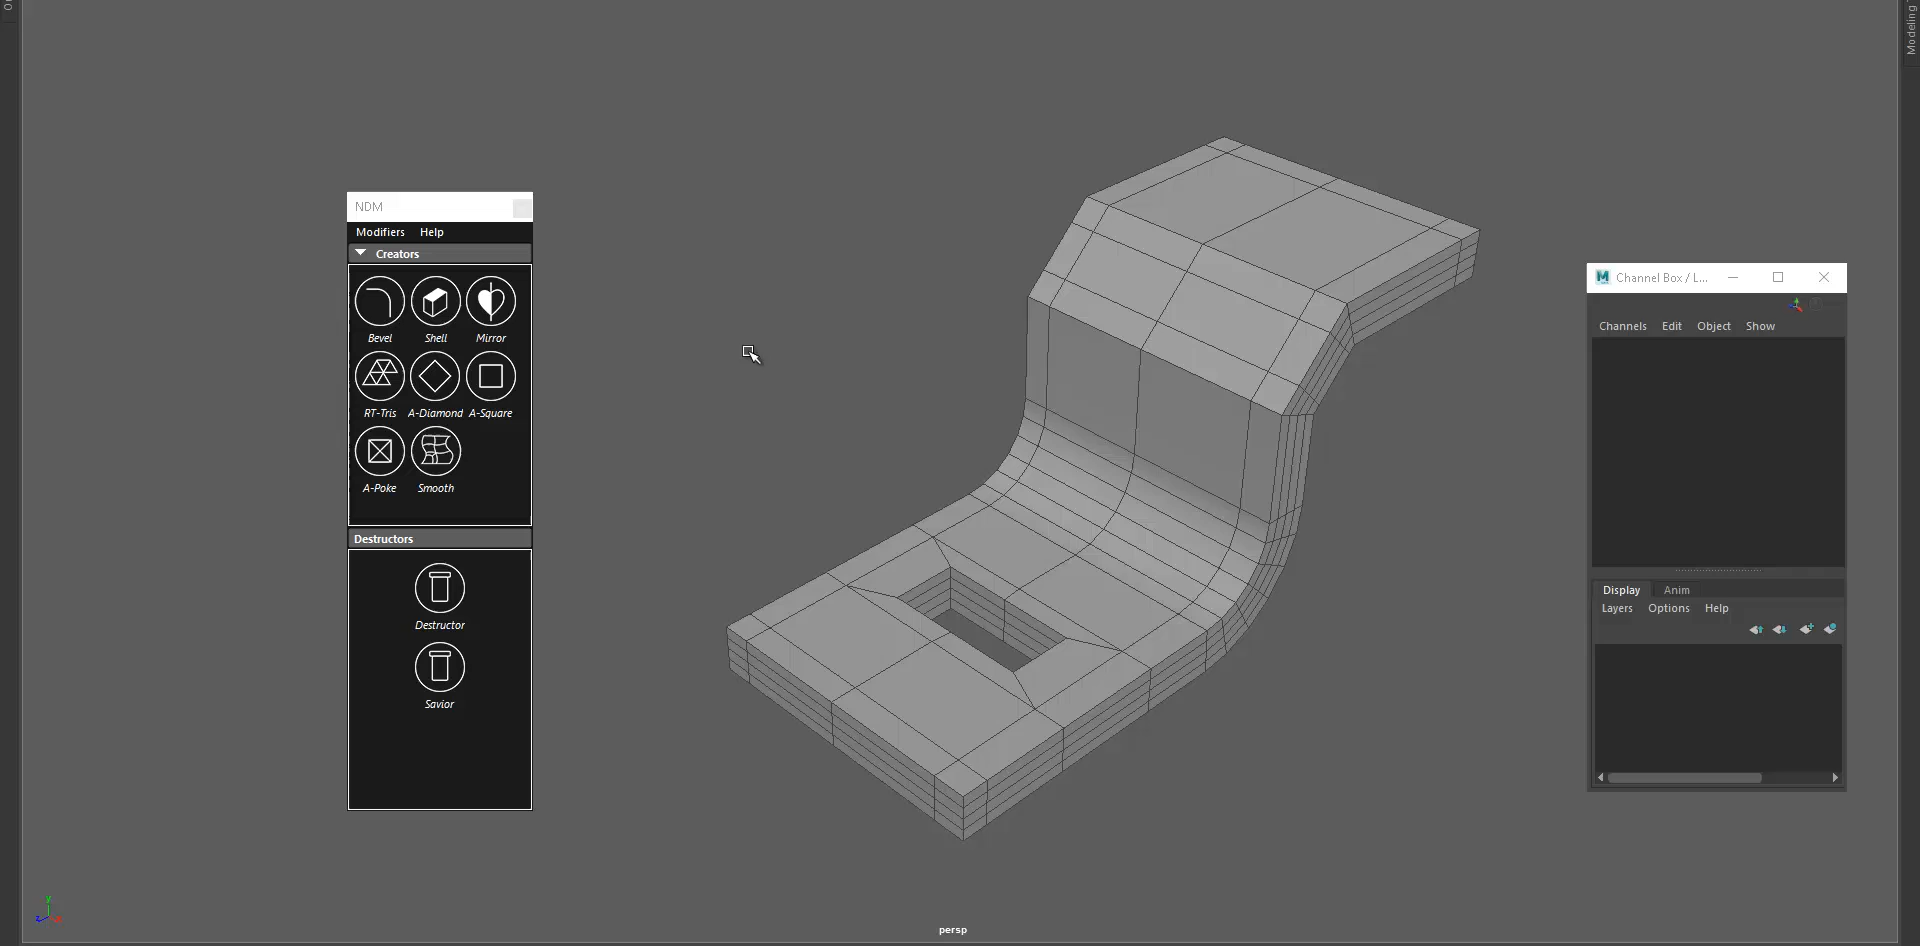 Modeling
NDM
Modifiers Help
Creators
Bevel Shell Mirror
RT-Tris A-Diamond A-Square
A-Poke Smooth
Destructors
Destructor
Savior
Channel Box / L...
Channels Edit Object Show
Display Anim
Layers Options Help
y
z x
persp